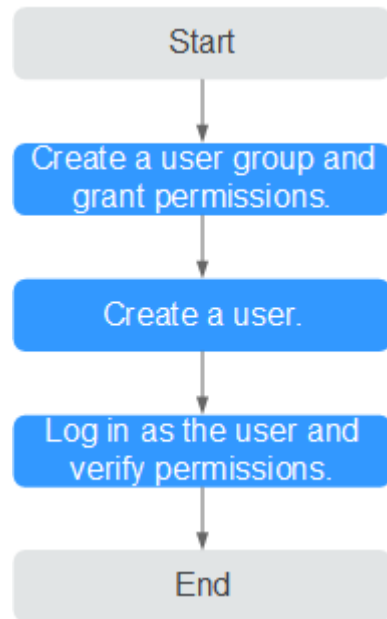 Start
Create a user group and
grant permissions.
Create a user.
Log in as the user and
verify permissions.
End